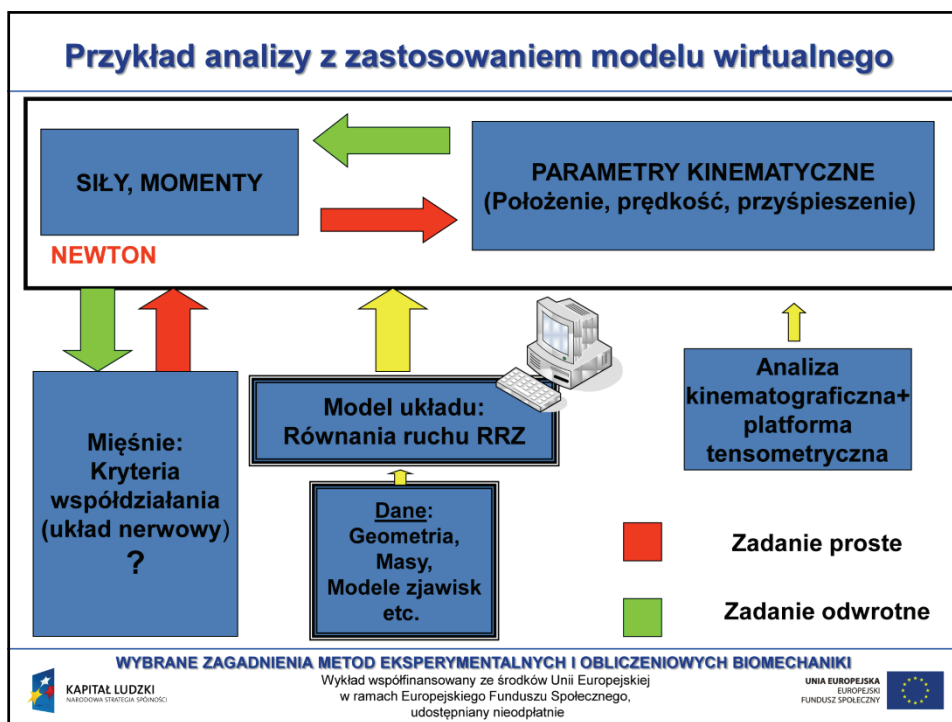 Przykład analizy z zastosowaniem modelu wirtualnego
SIŁY, MOMENTY
PARAMETRY KINEMATYCZNE
(Położenie, prędkość, przyśpieszenie)
NEWTON
Mięśnie:
Kryteria
współdziałania
(układ nerwowy)
?
Model układu:
Równania ruchu RRZ
Dane:
Geometria,
Masy,
Modele zjawisk
etc.
Analiza
kinematograficzna+
platforma
tensometryczna
Zadanie proste
Zadanie odwrotne
WYBRANE ZAGADNIENIA METOD EKSPERYMENTALNYCH I OBLICZENIOWYCH BIOMECHANIKI
KAPITAŁ LUDZKI
NARODOWA STRATEGIA SPÓJNOŚCI
Wykład współfinansowany ze środków Unii Europejskiej
w ramach Europejskiego Funduszu Społecznego,
udostępniany nieodpłatnie
UNIA EUROPEJSKA
EUROPEJSKI
FUNDUSZ SPOŁECZNY